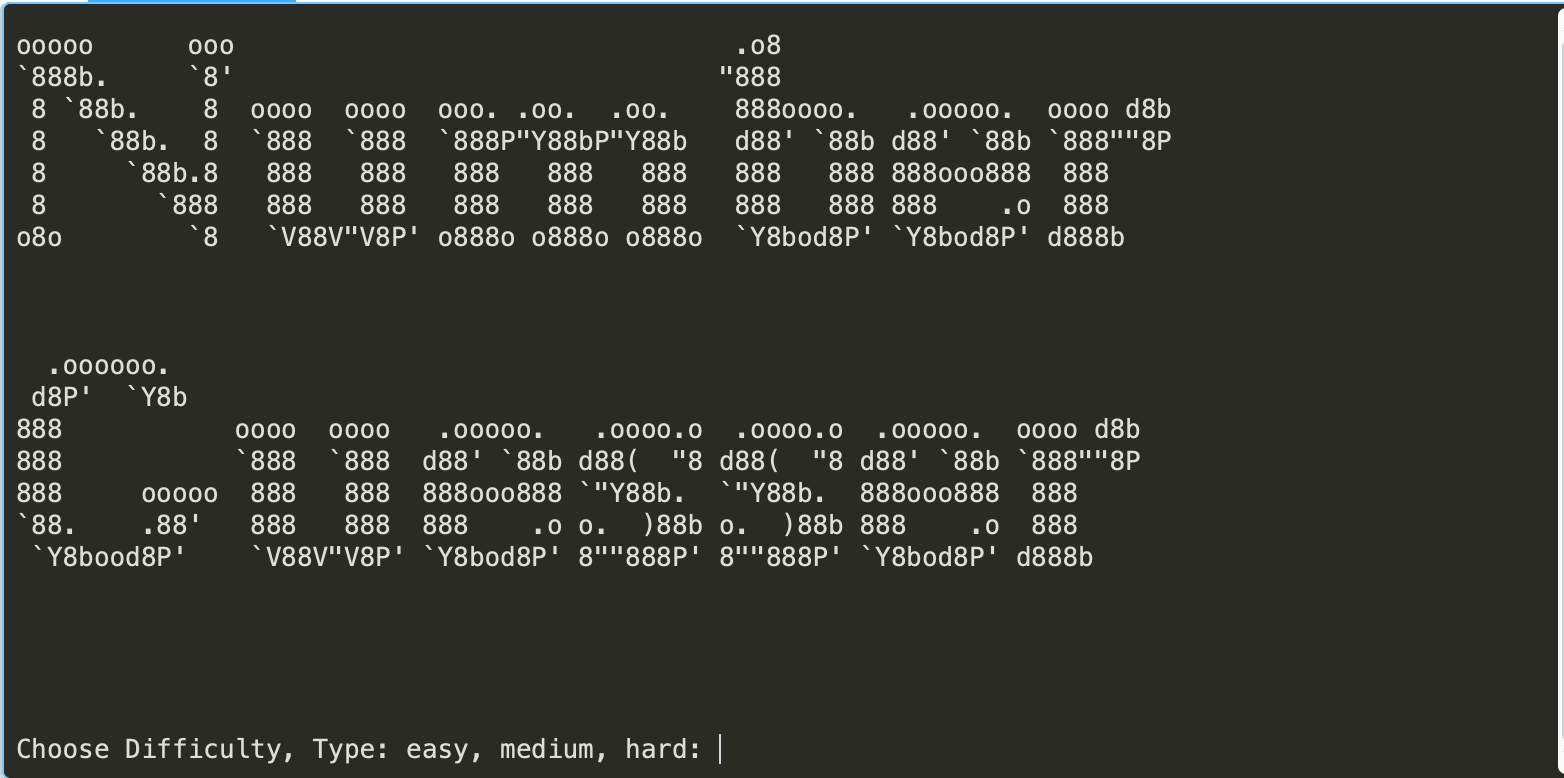 ooooo      ooo                                .o8
`888b.     `8'                               "888
 8 `88b.    8  oooo  oooo  ooo. .oo.  .oo.    888oooo.   .ooooo.  oooo d8b
 8   `88b.  8  `888  `888  `888P"Y88bP"Y88b   d88' `88b d88' `88b `888""8P
 8     `88b.8   888   888   888   888   888   888   888 888ooo888  888
 8       `888   888   888   888   888   888   888   888 888    .o  888
o8o        `8   `V88V"V8P' o888o o888o o888o  `Y8bod8P' `Y8bod8P' d888b
  .oooooo.
 d8P'  `Y8b
888           oooo  oooo   .ooooo.   .oooo.o  .oooo.o  .ooooo.  oooo d8b
888           `888  `888  d88' `88b d88(  "8 d88(  "8 d88' `88b `888""8P
888     ooooo  888   888  888ooo888 `"Y88b.  `"Y88b.  888ooo888  888
`88.    .88'   888   888  888    .o o.  )88b o.  )88b 888    .o  888
 `Y8bood8P'    `V88V"V8P' `Y8bod8P' 8""888P' 8""888P' `Y8bod8P' d888b
Choose Difficulty, Type: easy, medium, hard: